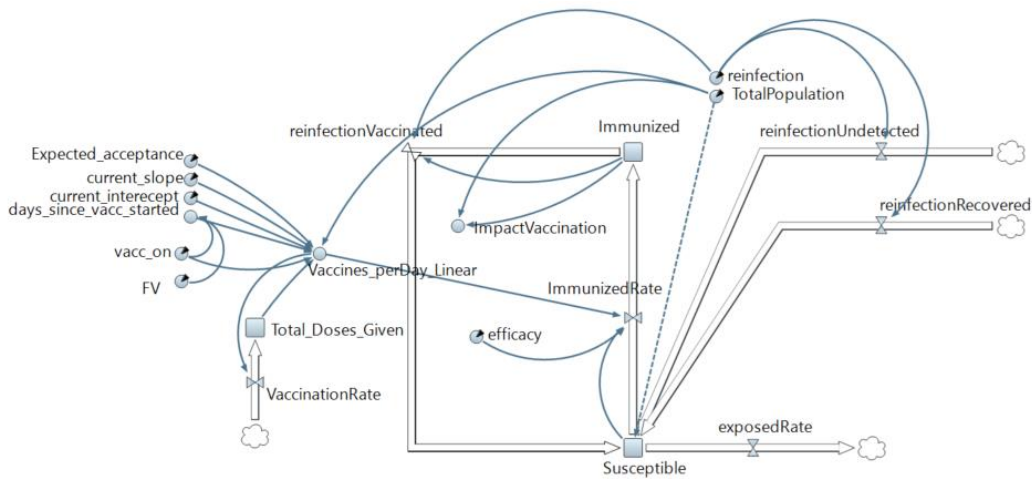 reinfection
TotalPopulation
reinfectionVaccinated
Immunized
reinfectionUndetected
Expected_acceptance
current_slope
current_interecept
days_since_vacc_started
reinfectionRecovered
ImpactVaccination
vacc_on
Vaccines_perDay_Linear
FV
ImmunizedRate
Total_Doses_Given
efficacy
VaccinationRate
exposedRate
Susceptible